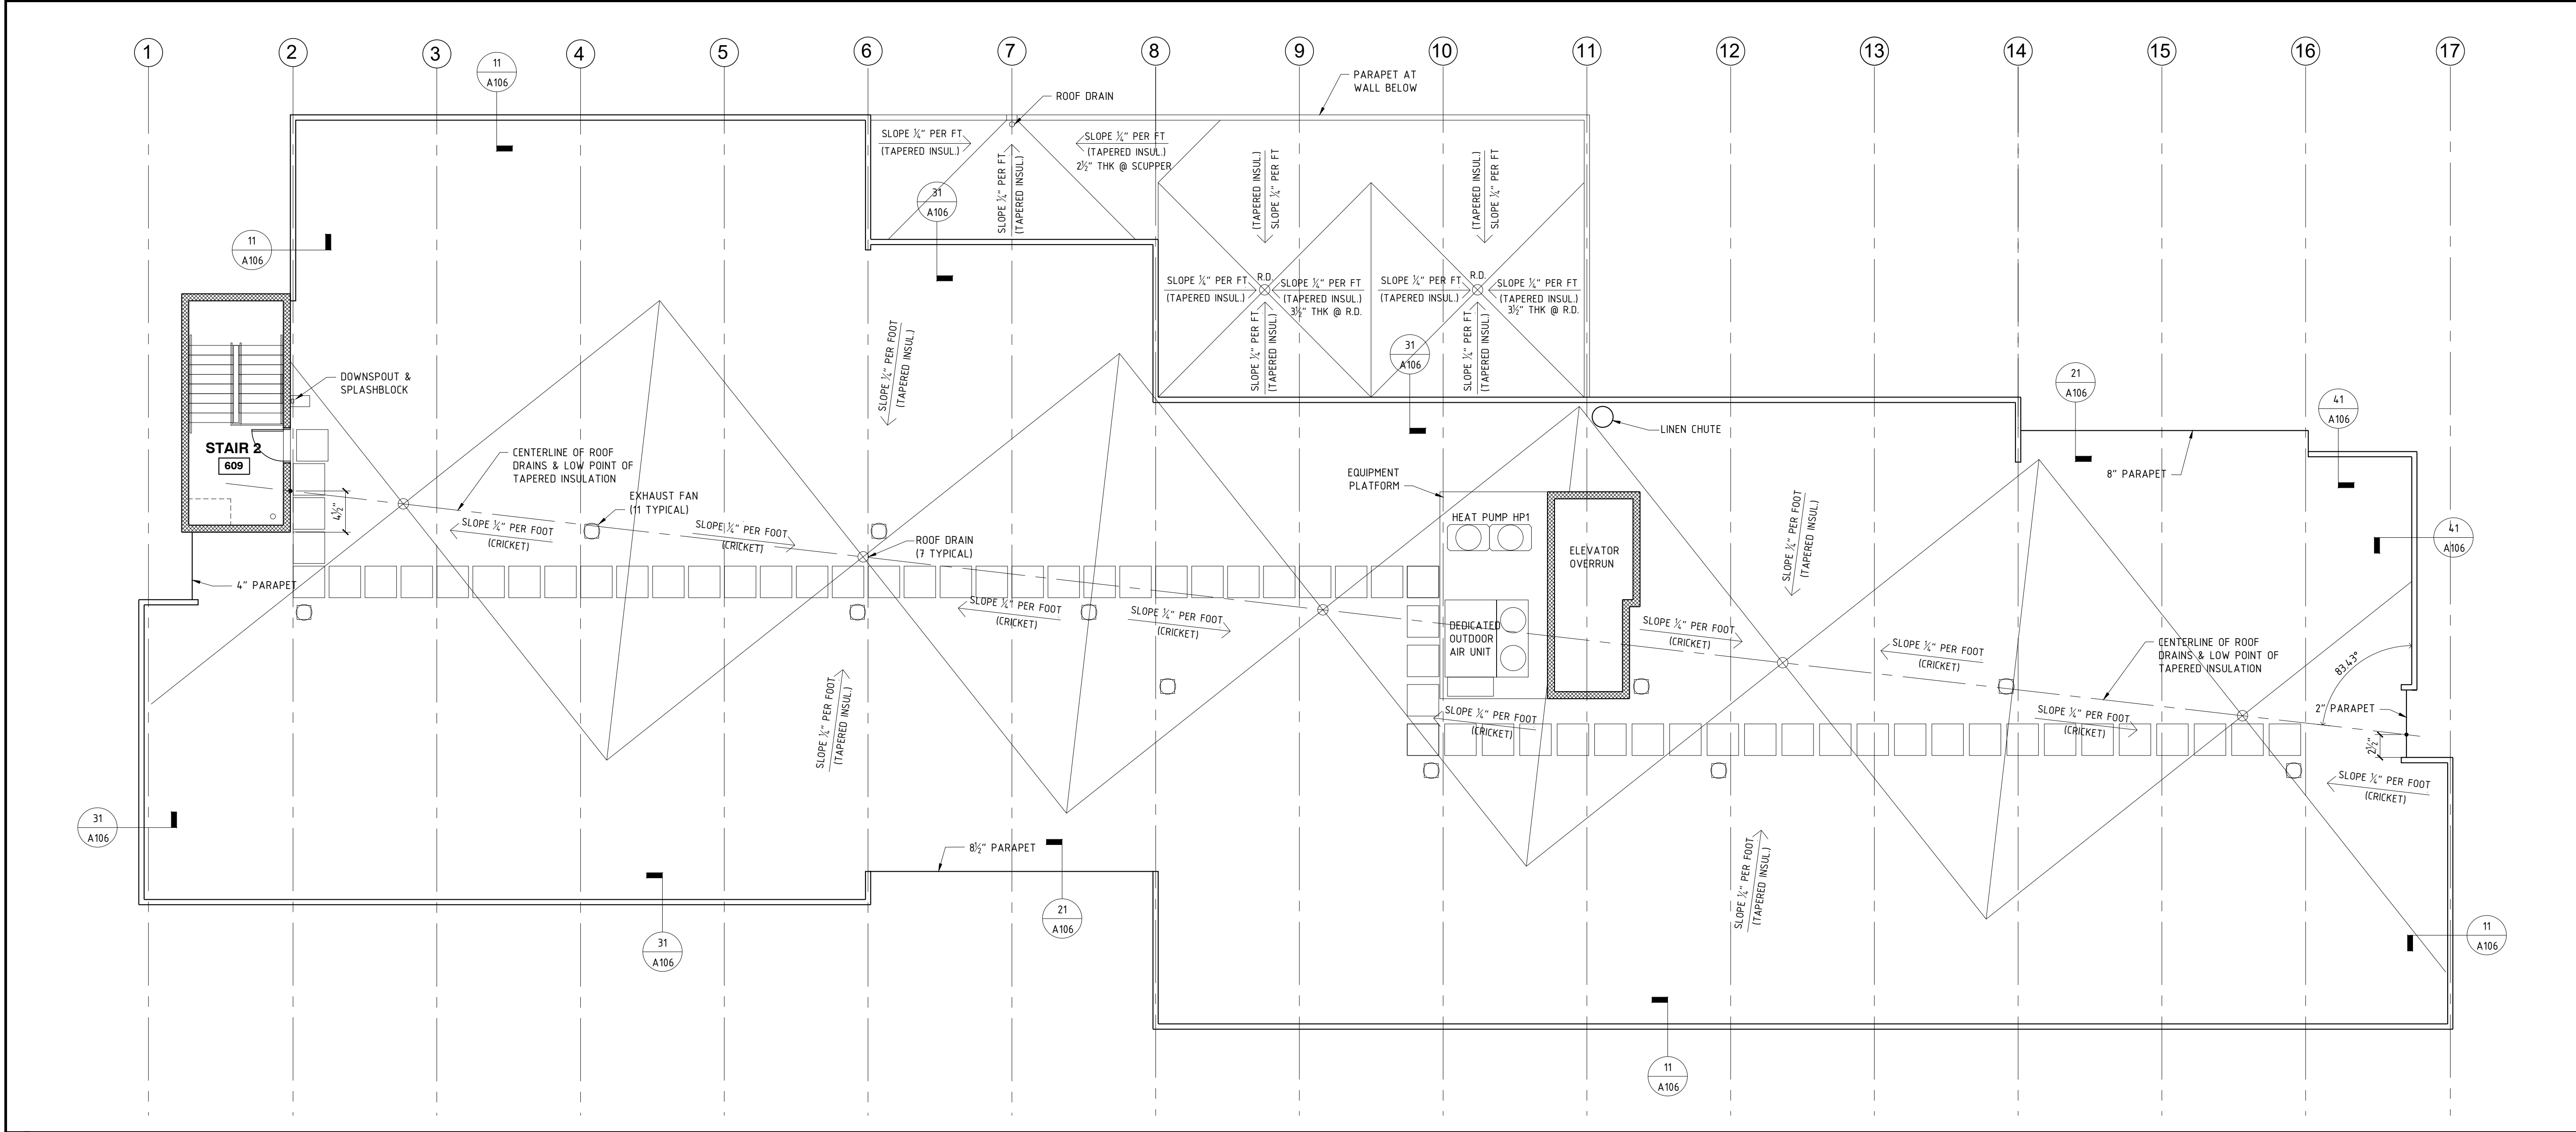 1 2 3 4 5 6 7 8 9 10 11 12 13 14 15 16 17
11
A106
PARAPET AT
WALL BELOW
ROOF DRAIN
SLOPE ¼" PER FT
(TAPERED INSUL.)
SLOPE ¼" PER FT
(TAPERED INSUL.)
2½" THK @ SCUPPER
SLOPE ¼" PER FT
(TAPERED INSUL.)
31
A106
(TAPERED INSUL.)
SLOPE ¼" PER FT
(TAPERED INSUL.)
SLOPE ¼" PER FT
11
A106
SLOPE ¼" PER FT
(TAPERED INSUL.)
R.D.
SLOPE ¼" PER FT
(TAPERED INSUL.)
3½" THK @ R.D.
SLOPE ¼" PER FT
(TAPERED INSUL.)
R.D.
SLOPE ¼" PER FT
(TAPERED INSUL.)
3½" THK @ R.D.
SLOPE ¼" PER FT
(TAPERED INSUL.)
SLOPE ¼" PER FT
(TAPERED INSUL.)
31
A106
SLOPE ¼" PER FOOT
(TAPERED INSUL.)
DOWNSPOUT &
SPLASHBLOCK
21
A106
41
A106
LINEN CHUTE
STAIR 2
609
CENTERLINE OF ROOF
DRAINS & LOW POINT OF
TAPERED INSULATION
EQUIPMENT
PLATFORM
8" PARAPET
4½"
EXHAUST FAN
(11 TYPICAL)
SLOPE ¼" PER FOOT
(CRICKET)
SLOPE ¼" PER FOOT
(CRICKET)
ROOF DRAIN
(7 TYPICAL)
HEAT PUMP HP1
ELEVATOR
OVERRUN
SLOPE ¼" PER FOOT
(TAPERED INSUL.)
41
A106
4" PARAPET
SLOPE ¼" PER FOOT
(CRICKET)
SLOPE ¼" PER FOOT
(CRICKET)
DEDICATED
OUTDOOR
AIR UNIT
SLOPE ¼" PER FOOT
(CRICKET)
SLOPE ¼" PER FOOT
(CRICKET)
CENTERLINE OF ROOF
DRAINS & LOW POINT OF
TAPERED INSULATION
83.43°
SLOPE ¼" PER FOOT
(TAPERED INSUL.)
SLOPE ¼" PER FOOT
(CRICKET)
SLOPE ¼" PER FOOT
(CRICKET)
2" PARAPET
2½"
SLOPE ¼" PER FOOT
(CRICKET)
31
A106
8½" PARAPET
SLOPE ¼" PER FOOT
(TAPERED INSUL.)
21
A106
31
A106
11
A106
11
A106